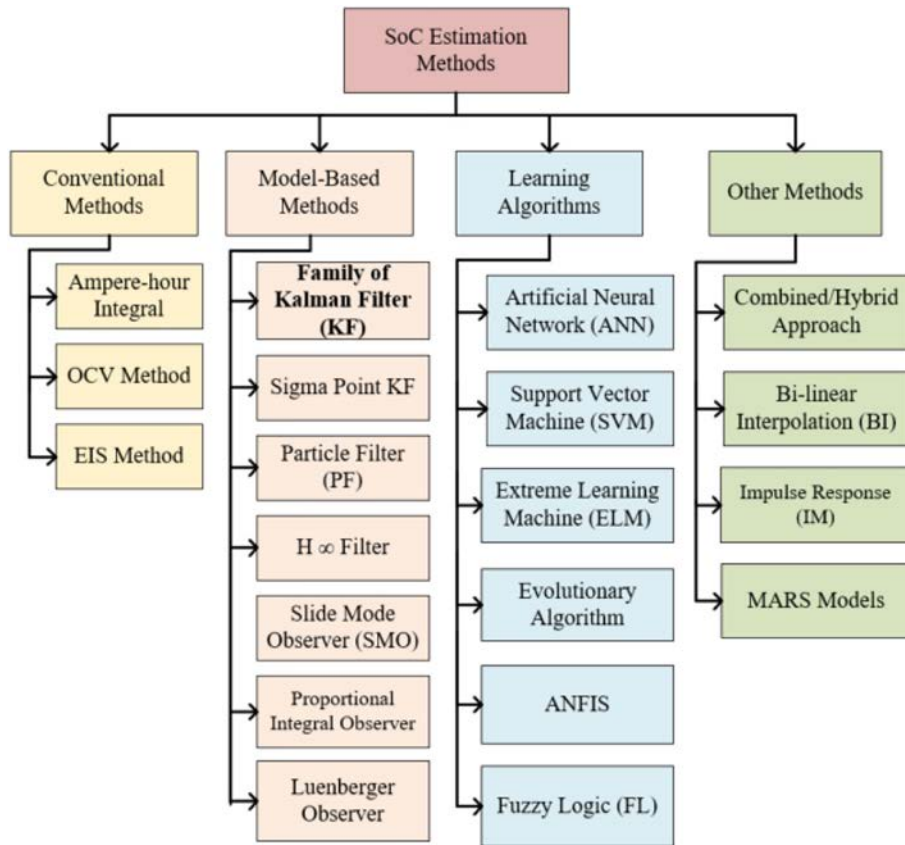 SoC Estimation
Methods
Conventional
Methods
Ampere-hour
Integral
OCV Method
EIS Method
Model-Based
Methods
Family of
Kalman Filter
(KF)
Sigma Point KF
Particle Filter
(PF)
H ∞ Filter
Slide Mode
Observer (SMO)
Proportional
Integral Observer
Luenberger
Observer
Learning
Algorithms
Artificial Neural
Network (ANN)
Support Vector
Machine (SVM)
Extreme Learning
Machine (ELM)
Evolutionary
Algorithm
ANFIS
Fuzzy Logic (FL)
Other Methods
Combined/Hybrid
Approach
Bi-linear
Interpolation (BI)
Impulse Response
(IM)
MARS Models